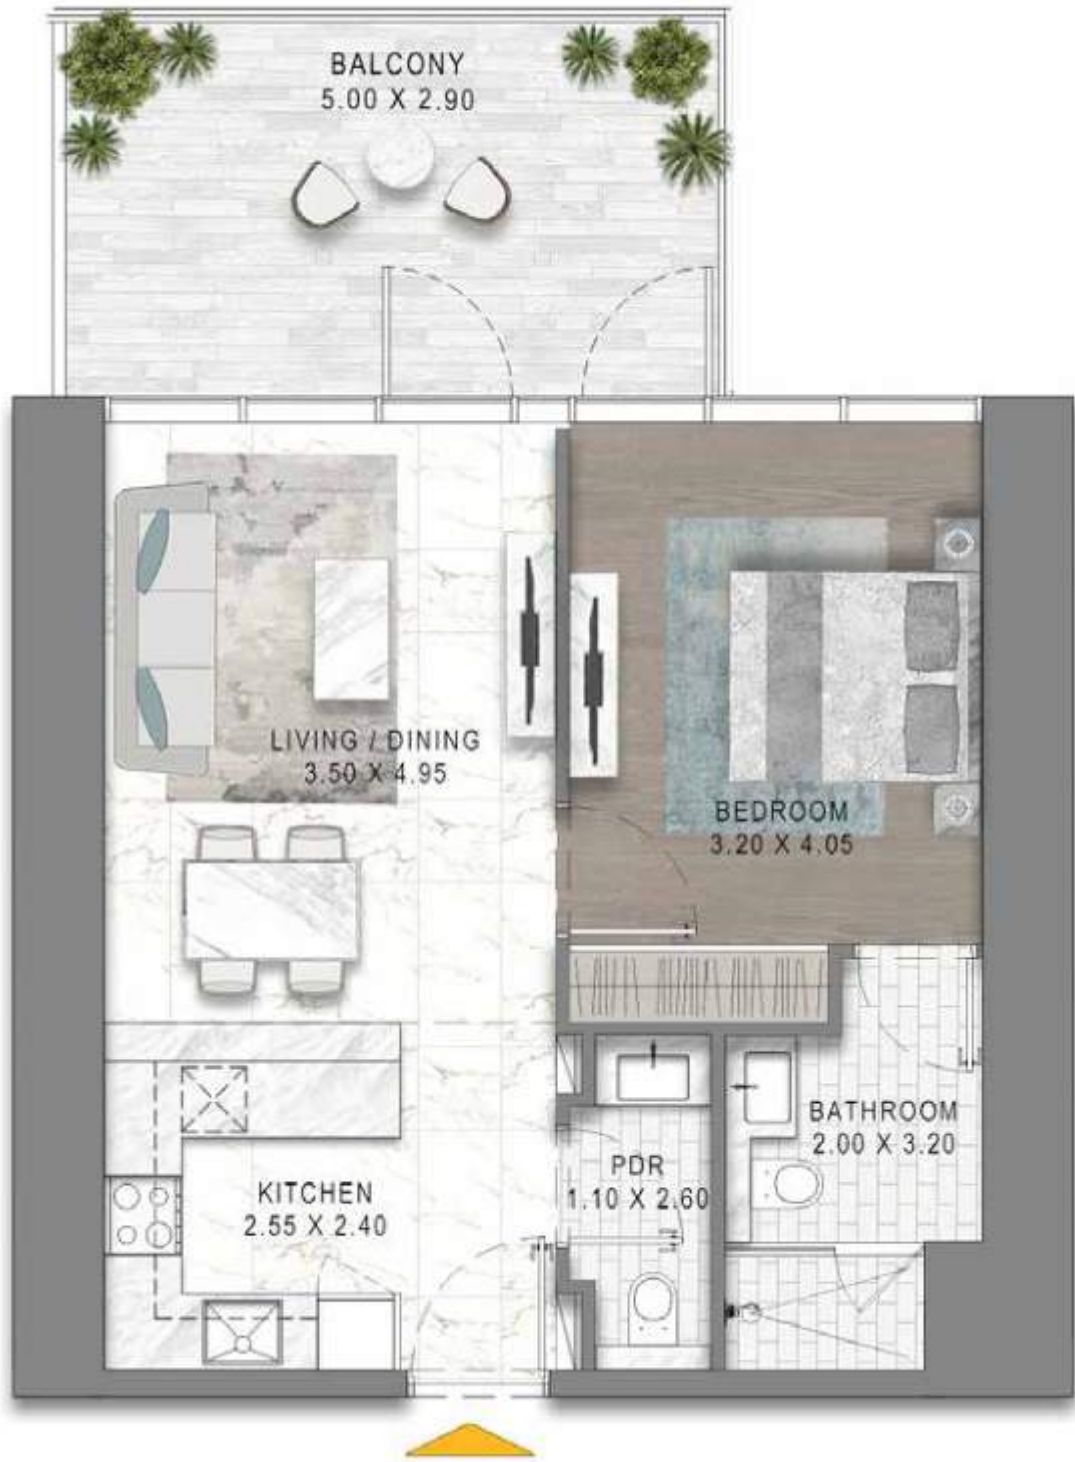 BALCONY
5.00 X 2.90
LIVING / DINING
3.50 X 4.95
BEDROOM
3.20 X 4.05
BATHROOM
2.00 X 3.20
PDR
1.10 X 2.60
KITCHEN
2.55 X 2.40